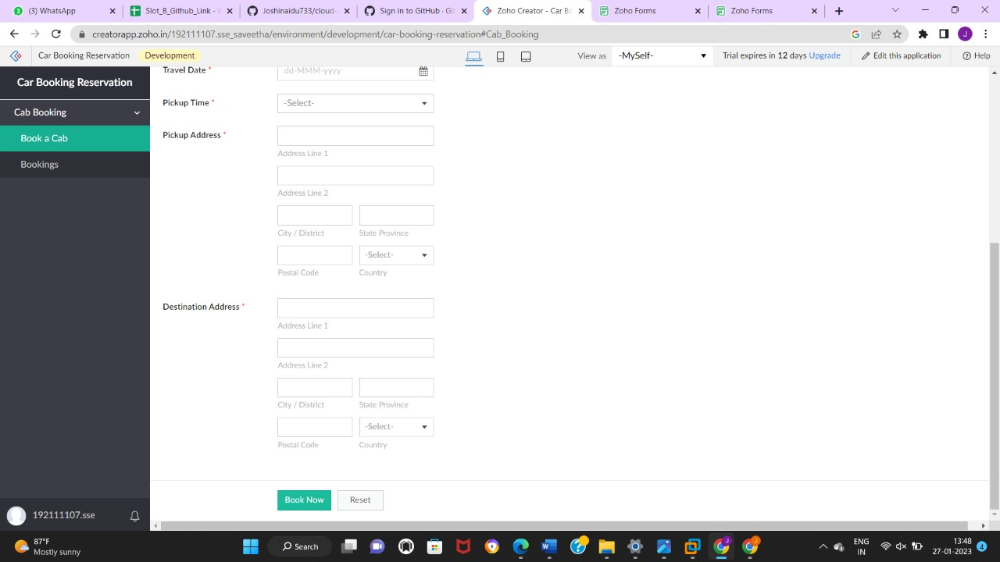 3 WhatsApp
Slot_B_Github_Link - G
Joshinaidu733/cloud-
Sign in to GitHub · Git
Zoho Creator - Car Bo
Zoho Forms
Zoho Forms
creatorapp.zoho.in/192111107.sse_saveetha/environment/development/car-booking-reservation#Cab_Booking
J
Car Booking Reservation Development
View as -MySelf- Trial expires in 12 days Upgrade Edit this application Help
Car Booking Reservation
Cab Booking
Book a Cab
Bookings
192111107.sse
Travel Date * dd-MMM-yyyy
Pickup Time * -Select-
Pickup Address *
Address Line 1
Address Line 2
City / District State Province
-Select-
Postal Code Country
Destination Address *
Address Line 1
Address Line 2
City / District State Province
-Select-
Postal Code Country
Book Now Reset
87°F
Mostly sunny
Search
ENG
IN
13:48
27-01-2023
4